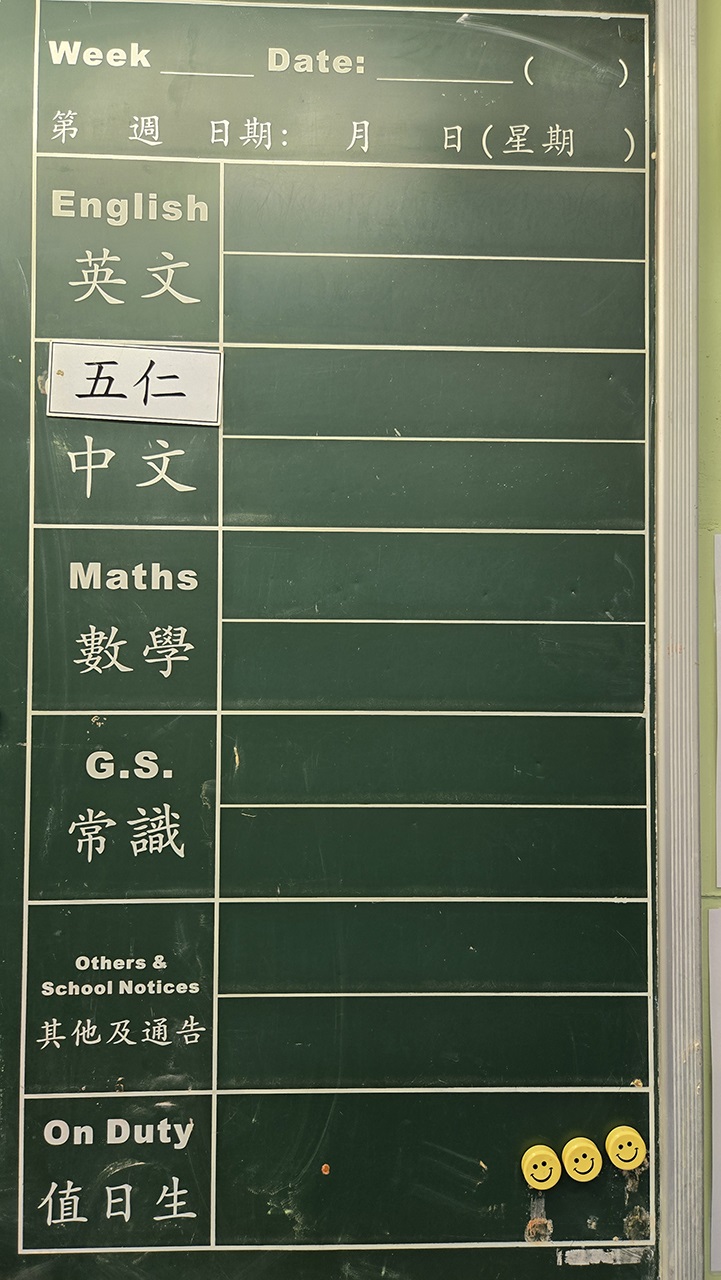 Week ______ Date: __________ (    )
第 週 日期: 月 日(星期 )
English
英文
五仁
中文
Maths
數學
G.S.
常識
Others &
School Notices
其他及通告
On Duty
值日生